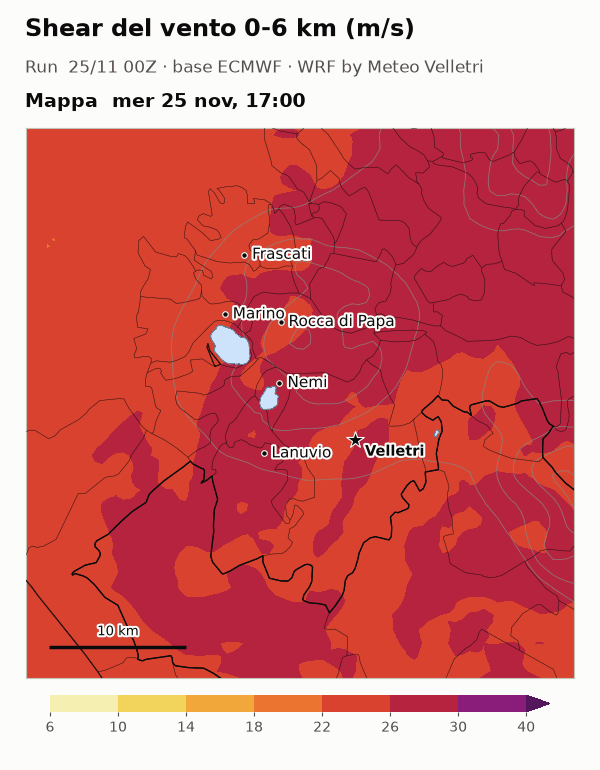 Shear del vento 0-6 km (m/s)
Run  25/11 00Z · base ECMWF · WRF by Meteo Velletri
Mappa  mer 25 nov, 17:00
Frascati
Marino
Rocca di Papa
Nemi
Velletri
Lanuvio
10 km
6 10 14 18 22 26 30 40